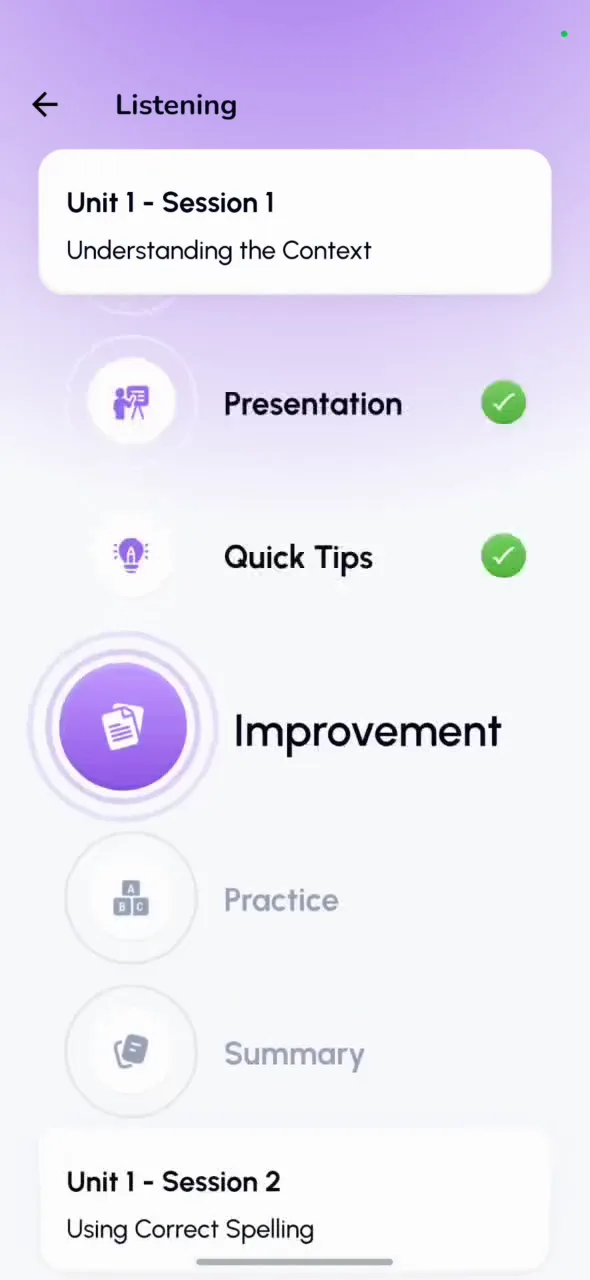 Listening
Unit 1 - Session 1
Understanding the Context
Presentation
Quick Tips
Improvement
A
B C
Practice
Summary
Unit 1 - Session 2
Using Correct Spelling